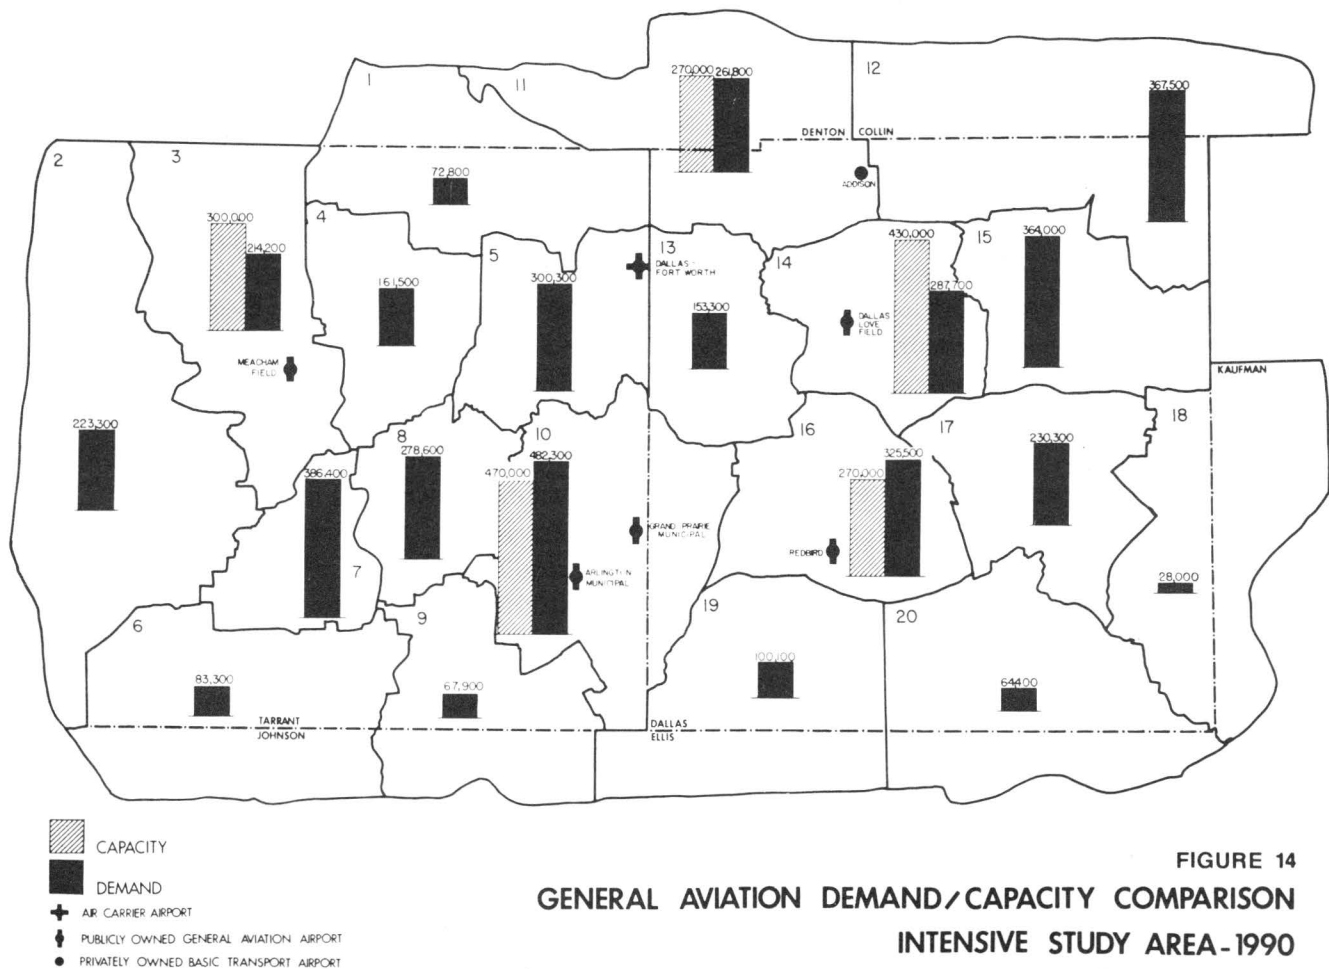 1
11
12
270,000 261,800
367,500
DENTON COLLIN
2
3
72,800
ADDISON
300,000
214,200
4
5
13
DALLAS -
FORT WORTH
14
430,000
15
364,000
161,500
300,300
153,300
287,700
DALLAS
LOVE
FIELD
MEACHAM
FIELD
KAUFMAN
18
223,300
8
278,600
10
482,300
470,000
16
325,500
270,000
17
230,300
386,400
7
GRAND PRAIRIE
MUNICIPAL
REDBIRD
ARLINGTON
MUNICIPAL
28,000
6
9
19
20
83,300
67,900
100,100
64400
TARRANT
JOHNSON
DALLAS
ELLIS
CAPACITY
DEMAND
AIR CARRIER AIRPORT
PUBLICLY OWNED GENERAL AVIATION AIRPORT
PRIVATELY OWNED BASIC TRANSPORT AIRPORT
FIGURE 14
GENERAL AVIATION DEMAND/CAPACITY COMPARISON
INTENSIVE STUDY AREA-1990